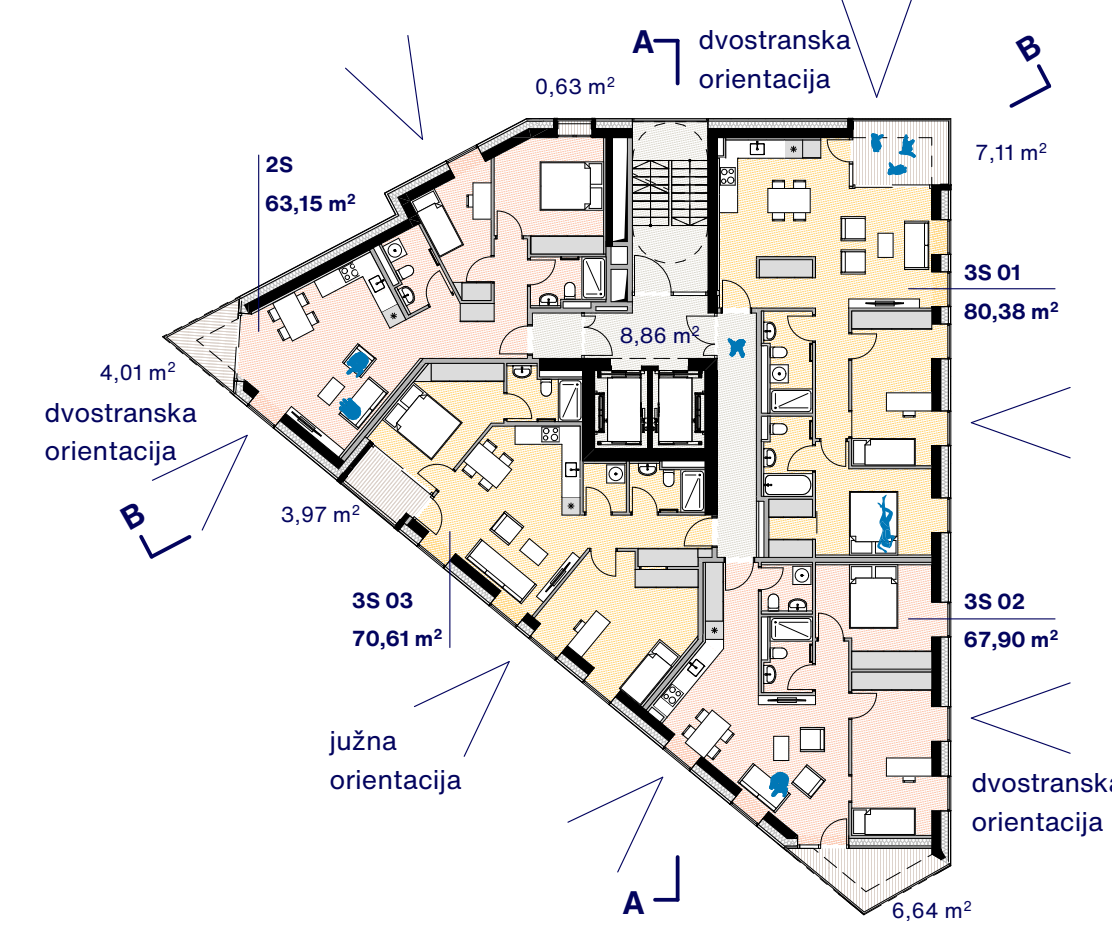 A
dvostranska
orientacija
B
0,63 m²
7,11 m²
2S
63,15 m²
3S 01
80,38 m²
8,86 m²
4,01 m²
dvostranska
orientacija
B
3,97 m²
3S 03
70,61 m²
3S 02
67,90 m²
južna
orientacija
dvostranska
orientacija
A
6,64 m²